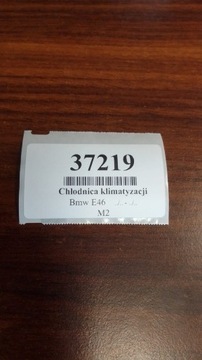 37219
Chłodnica klimatyzacji
Bmw E46
M2